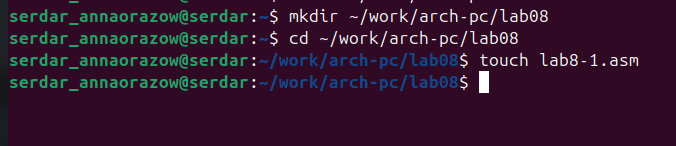 serdar_annaorazow@serdar:~$ mkdir ~/work/arch-pc/lab08
serdar_annaorazow@serdar:~$ cd ~/work/arch-pc/lab08
serdar_annaorazow@serdar:~/work/arch-pc/lab08$ touch lab8-1.asm
serdar_annaorazow@serdar:~/work/arch-pc/lab08$